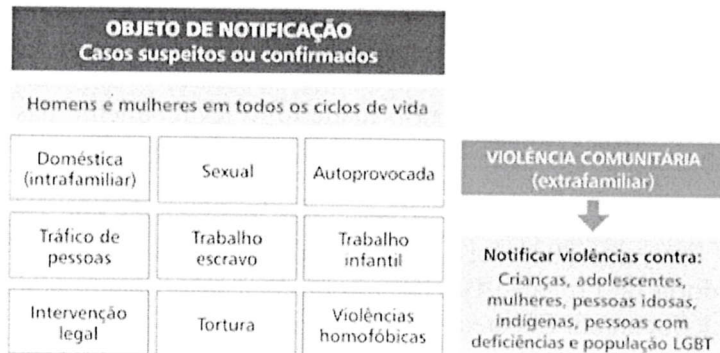 OBJETO DE NOTIFICAÇÃO
Casos suspeitos ou confirmados
Homens e mulheres em todos os ciclos de vida
Doméstica
(intrafamiliar)
Sexual
Autoprovocada
Tráfico de
pessoas
Trabalho
escravo
Trabalho
infantil
Intervenção
legal
Tortura
Violências
homofóbicas
VIOLÊNCIA COMUNITÁRIA
(extrafamiliar)
Notificar violências contra:
Crianças, adolescentes,
mulheres, pessoas idosas,
indígenas, pessoas com
deficiências e população LGBT